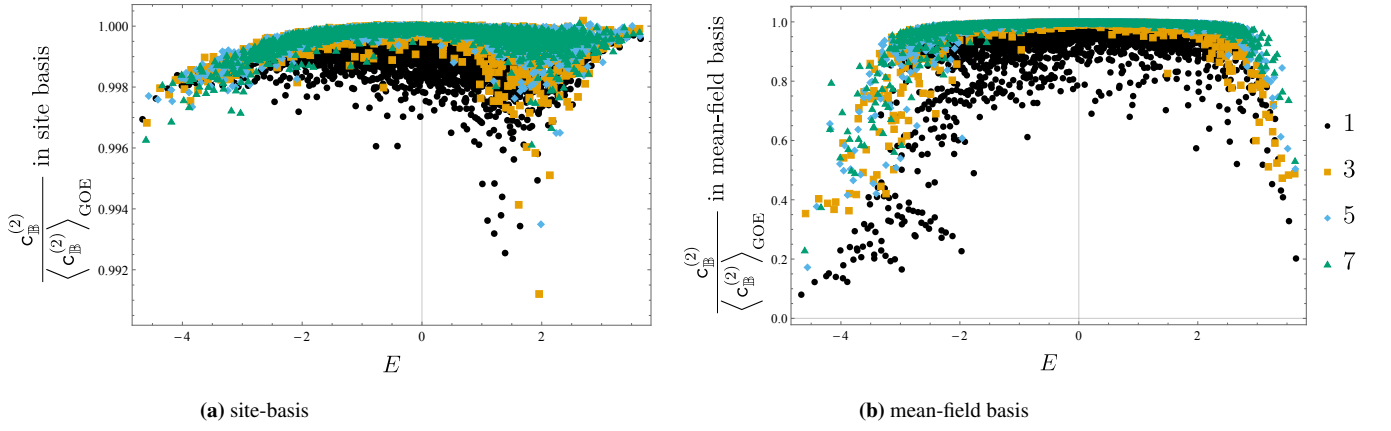 c_𝔹^(2) / ⟨c_𝔹^(2)⟩_GOE in site basis
1.000
0.998
0.996
0.994
0.992
-4 -2 0 2
E
(a) site-basis
c_𝔹^(2) / ⟨c_𝔹^(2)⟩_GOE in mean-field basis
1.0
0.8
0.6
0.4
0.2
0.0
-4 -2 0 2
E
(b) mean-field basis
1
3
5
7